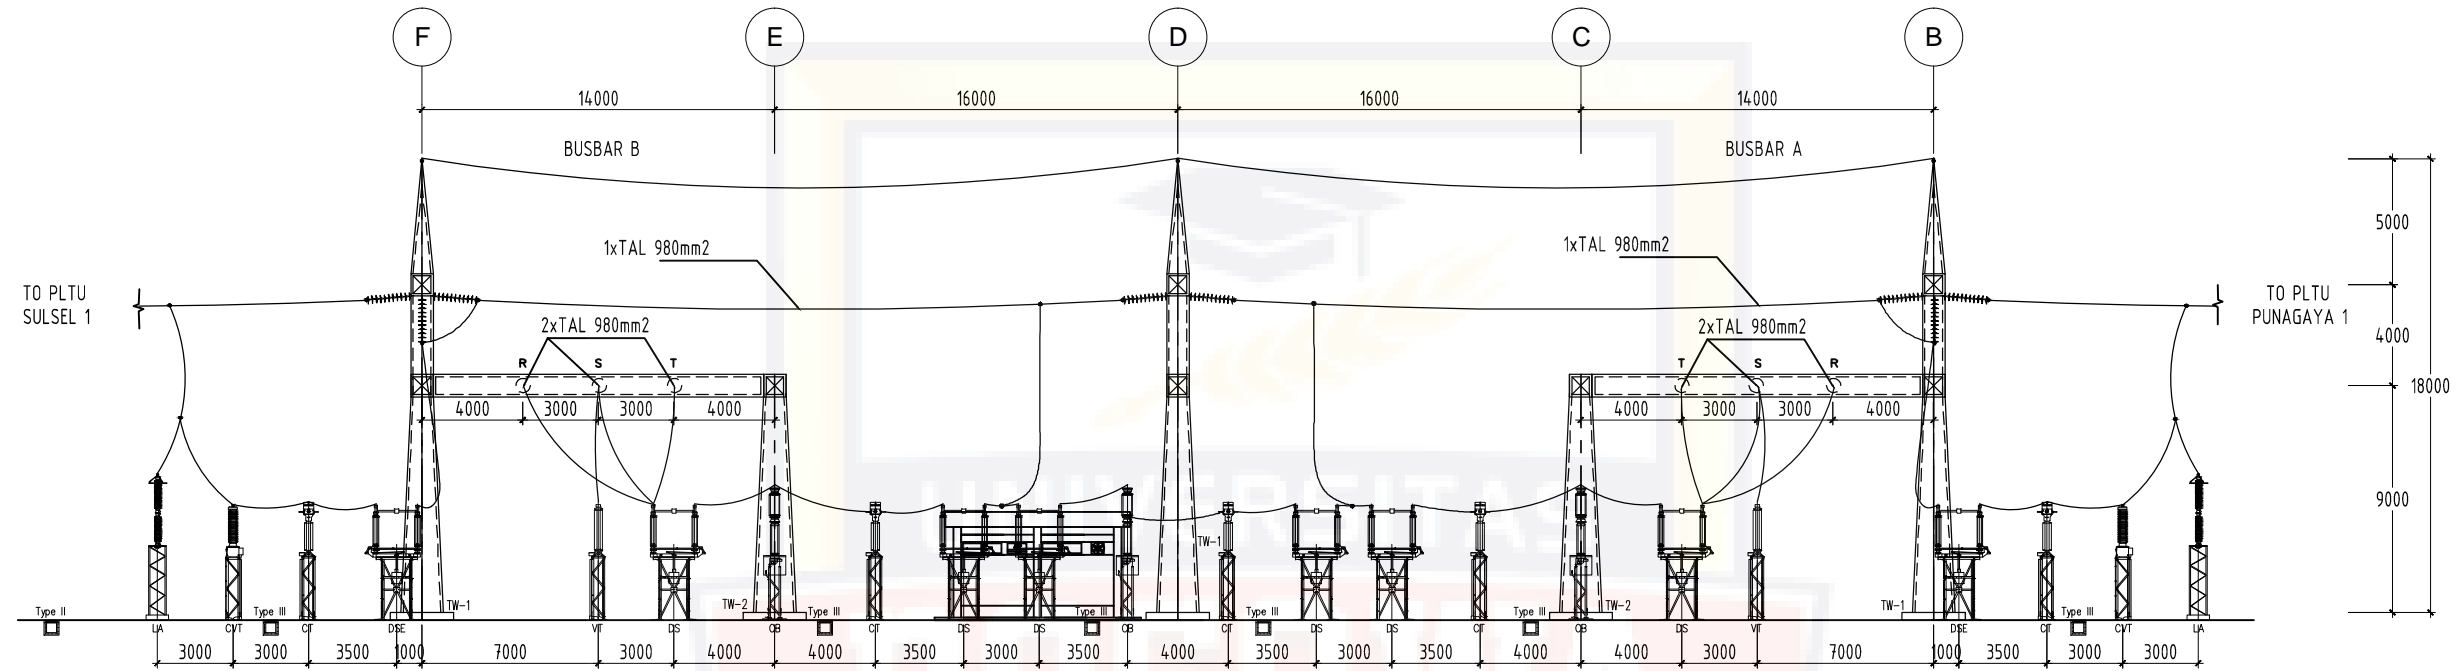 F E D C B
14000 16000 16000 14000
BUSBAR B BUSBAR A
5000
1xTAL 980mm2 1xTAL 980mm2
TO PLTU
SULSEL 1
TO PLTU
PUNAGAYA 1
2xTAL 980mm2 2xTAL 980mm2
4000
R S T T S R
18000
4000 3000 3000 4000 4000 3000 3000 4000
9000
UNIVERSITAS
TW-1
Type II Type III TW-1 TW-2 Type III Type III Type III Type III TW-2 TW-1 Type III
LA CVT CT DSE VT DS CB CT DS DS CB CT DS DS CT CB DS VT DSE CT CVT LA
3000 3000 3500 1000 7000 3000 4000 4000 3500 3000 3500 4000 3500 3000 3500 4000 4000 3000 7000 1000 3500 3000 3000